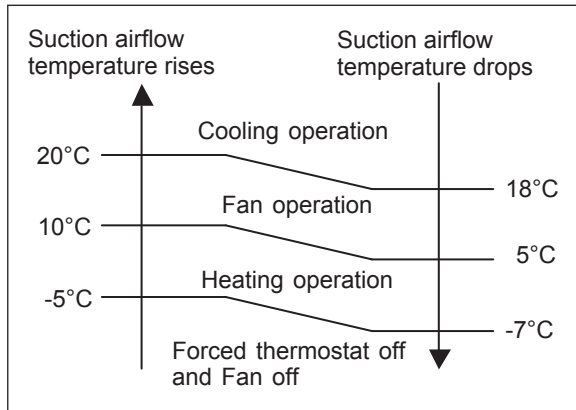 Suction airflow
temperature rises
Suction airflow
temperature drops
Cooling operation
20°C
18°C
Fan operation
10°C
5°C
Heating operation
-5°C
-7°C
Forced thermostat off
and Fan off